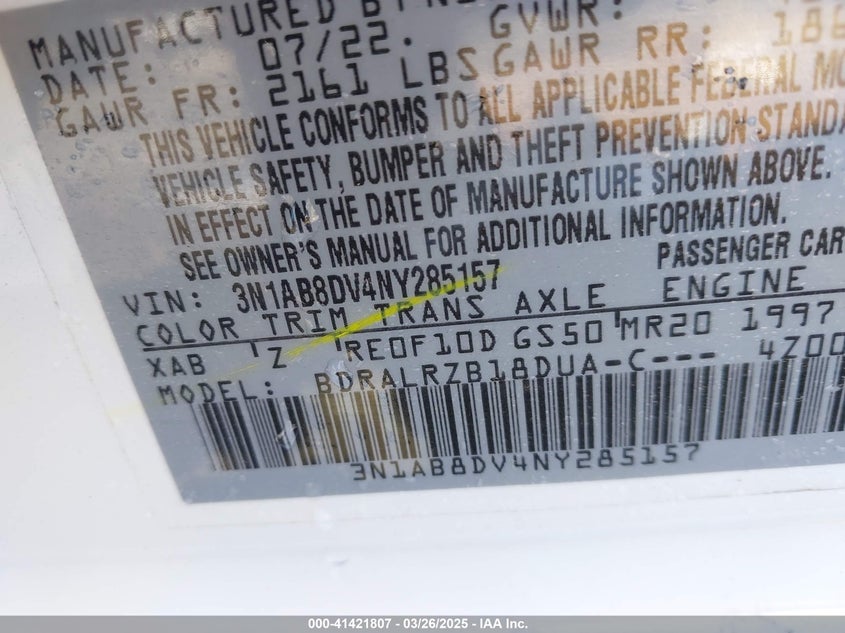 MANUFACTURED BY
DATE: 07/22. GVWR:
GAWR FR: 2161 LBS GAWR RR:
THIS VEHICLE CONFORMS TO ALL APPLICABLE FEDERAL
VEHICLE SAFETY, BUMPER AND THEFT PREVENTION
IN EFFECT ON THE DATE OF MANUFACTURE SHOWN ABOVE.
SEE OWNER'S MANUAL FOR ADDITIONAL INFORMATION.
VIN: 3N1AB8DV4NY285157 PASSENGER CAR
COLOR TRIM TRANS AXLE ENGINE
XAB Z RE0F10D GS50 MR20 1997
MODEL: BDRALRZB18DUA-C---
3N1AB8DV4NY285157
000-41421807 — 03/26/2025 — IAA Inc.